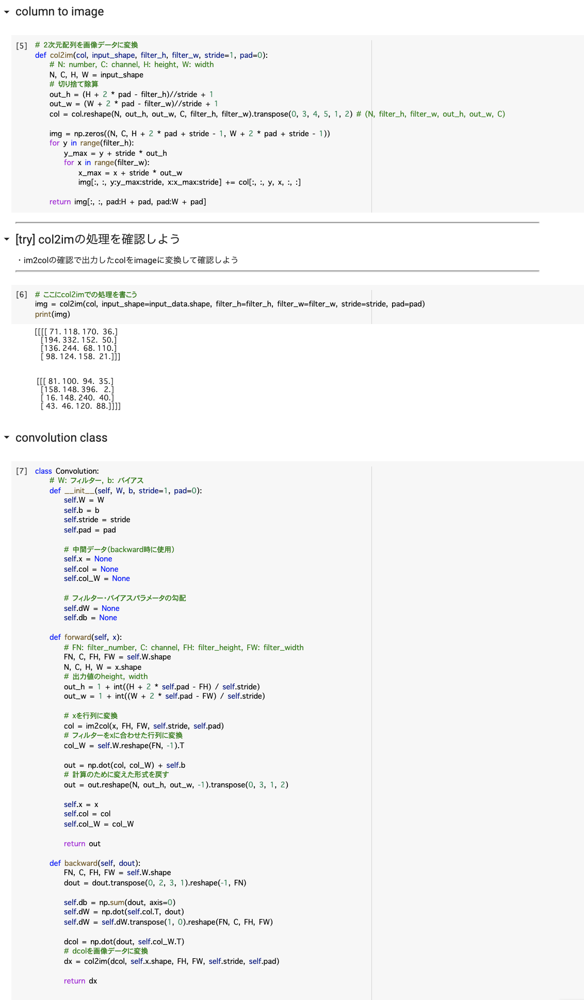 column to image
[5] # 2次元配列を画像データに変換
def col2im(col, input_shape, filter_h, filter_w, stride=1, pad=0):
    # N: number, C: channel, H: height, W: width
    N, C, H, W = input_shape
    # 切り捨て除算
    out_h = (H + 2 * pad - filter_h)//stride + 1
    out_w = (W + 2 * pad - filter_w)//stride + 1
    col = col.reshape(N, out_h, out_w, C, filter_h, filter_w).transpose(0, 3, 4, 5, 1, 2) # (N, filter_h, filter_w, out_h, out_w, C)

    img = np.zeros((N, C, H + 2 * pad + stride - 1, W + 2 * pad + stride - 1))
    for y in range(filter_h):
        y_max = y + stride * out_h
        for x in range(filter_w):
            x_max = x + stride * out_w
            img[:, :, y:y_max:stride, x:x_max:stride] += col[:, :, y, x, :, :]

    return img[:, :, pad:H + pad, pad:W + pad]
[try] col2imの処理を確認しよう
・im2colの確認で出力したcolをimageに変換して確認しよう
[6] # ここにcol2imでの処理を書こう
img = col2im(col, input_shape=input_data.shape, filter_h=filter_h, filter_w=filter_w, stride=stride, pad=pad)
print(img)
[[[[ 71. 118. 170. 36.]
[194. 332. 152. 50.]
[136. 244. 68. 110.]
[ 98. 124. 158. 21.]]]
[[[ 81. 100. 94. 35.]
[158. 148. 396. 2.]
[ 16. 148. 240. 40.]
[ 43. 46. 120. 88.]]]]
convolution class
[7] class Convolution:
    # W: フィルター, b: バイアス
    def __init__(self, W, b, stride=1, pad=0):
        self.W = W
        self.b = b
        self.stride = stride
        self.pad = pad

        # 中間データ(backward時に使用)
        self.x = None
        self.col = None
        self.col_W = None

        # フィルター・バイアスパラメータの勾配
        self.dW = None
        self.db = None

    def forward(self, x):
        # FN: filter_number, C: channel, FH: filter_height, FW: filter_width
        FN, C, FH, FW = self.W.shape
        N, C, H, W = x.shape
        # 出力値のheight, width
        out_h = 1 + int((H + 2 * self.pad - FH) / self.stride)
        out_w = 1 + int((W + 2 * self.pad - FW) / self.stride)

        # xを行列に変換
        col = im2col(x, FH, FW, self.stride, self.pad)
        # フィルターをxに合わせた行列に変換
        col_W = self.W.reshape(FN, -1).T

        out = np.dot(col, col_W) + self.b
        # 計算のために変えた形式を戻す
        out = out.reshape(N, out_h, out_w, -1).transpose(0, 3, 1, 2)

        self.x = x
        self.col = col
        self.col_W = col_W

        return out

    def backward(self, dout):
        FN, C, FH, FW = self.W.shape
        dout = dout.transpose(0, 2, 3, 1).reshape(-1, FN)

        self.db = np.sum(dout, axis=0)
        self.dW = np.dot(self.col.T, dout)
        self.dW = self.dW.transpose(1, 0).reshape(FN, C, FH, FW)

        dcol = np.dot(dout, self.col_W.T)
        # dcolを画像データに変換
        dx = col2im(dcol, self.x.shape, FH, FW, self.stride, self.pad)

        return dx